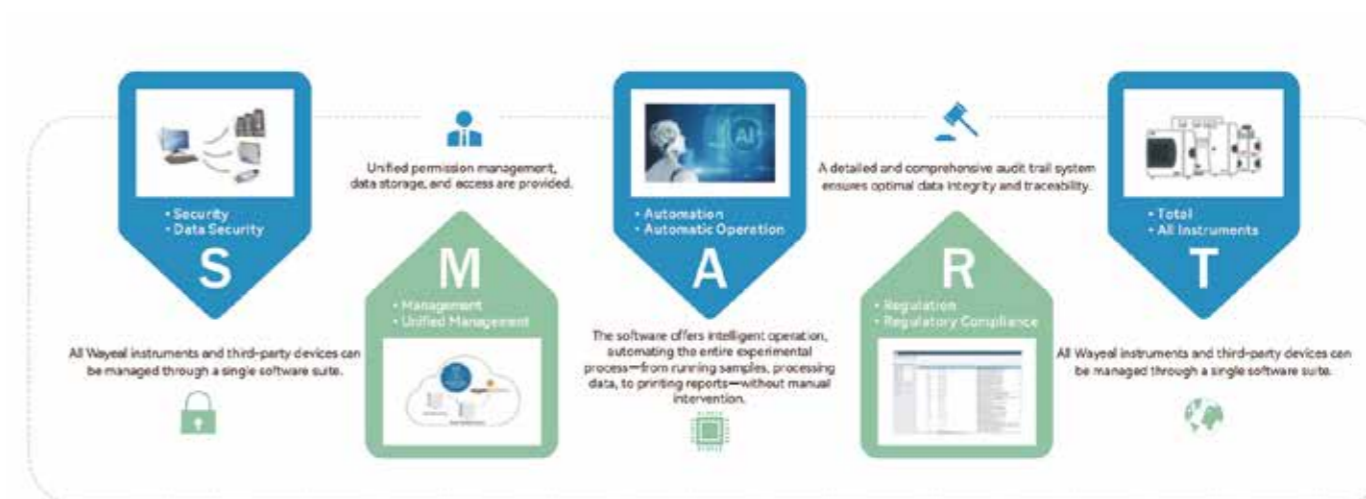 • Security
• Data Security
S
All Wayeal instruments and third-party devices can
be managed through a single software suite.
Unified permission management,
data storage, and access are provided.
M
• Management
• Unified Management
AI
• Automation
• Automatic Operation
A
The software offers intelligent operation,
automating the entire experimental
process—from running samples, processing
data, to printing reports—without manual
intervention.
A detailed and comprehensive audit trail system
ensures optimal data integrity and traceability.
R
• Regulation
• Regulatory Compliance
• Total
• All Instruments
T
All Wayeal instruments and third-party devices can
be managed through a single software suite.